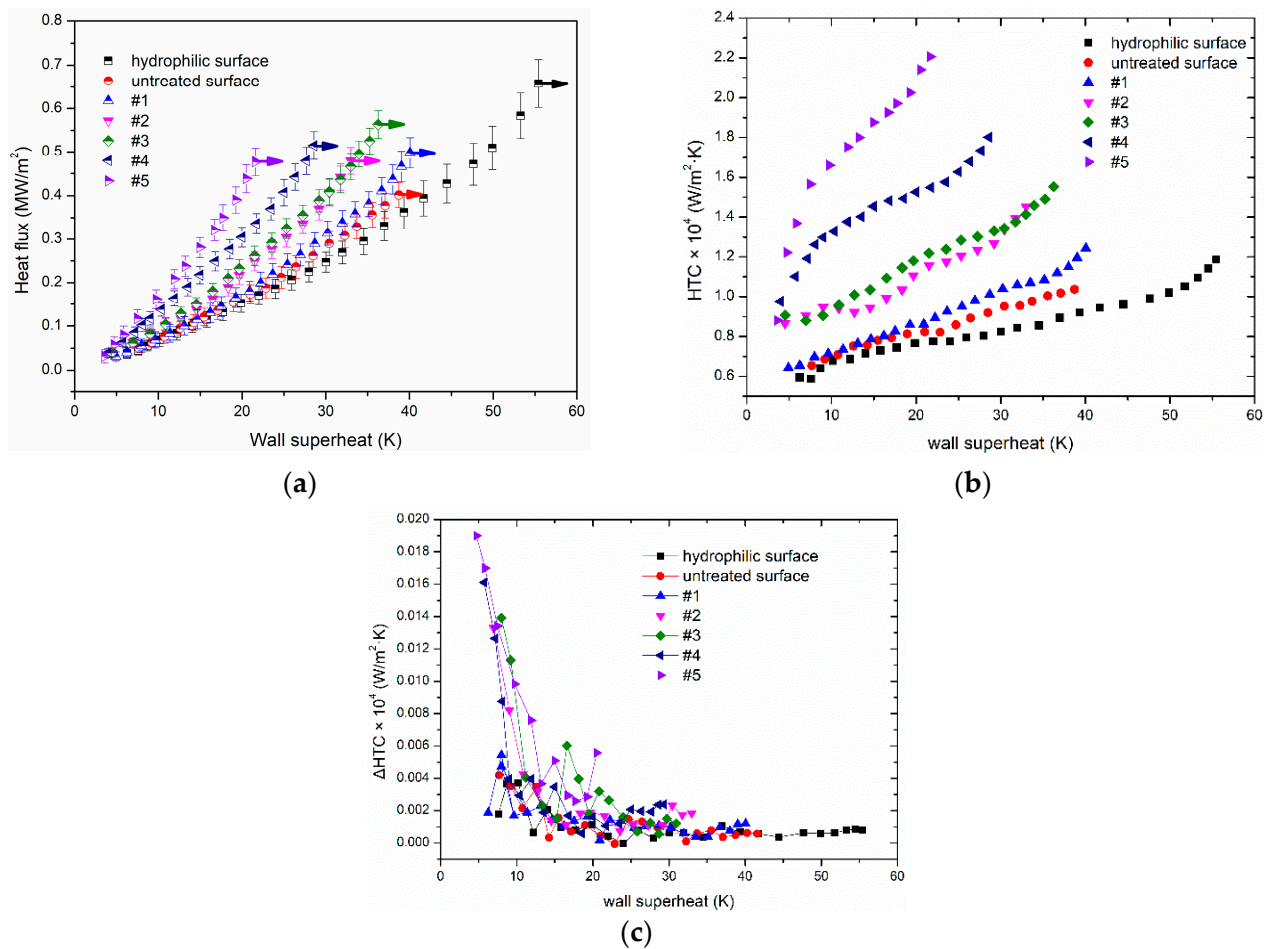 0.8
0.7
0.6
0.5
0.4
0.3
0.2
0.1
0.0
Heat flux (MW/m²)
hydrophilic surface
untreated surface
#1
#2
#3
#4
#5
0 10 20 30 40 50 60
Wall superheat (K)
(a)
2.4
2.2
2.0
1.8
1.6
1.4
1.2
1.0
0.8
0.6
HTC × 10⁴ (W/m²·K)
hydrophilic surface
untreated surface
#1
#2
#3
#4
#5
0 10 20 30 40 50 60
wall superheat (K)
(b)
0.020
0.018
0.016
0.014
0.012
0.010
0.008
0.006
0.004
0.002
0.000
ΔHTC × 10⁴ (W/m²·K)
hydrophilic surface
untreated surface
#1
#2
#3
#4
#5
0 10 20 30 40 50 60
wall superheat (K)
(c)